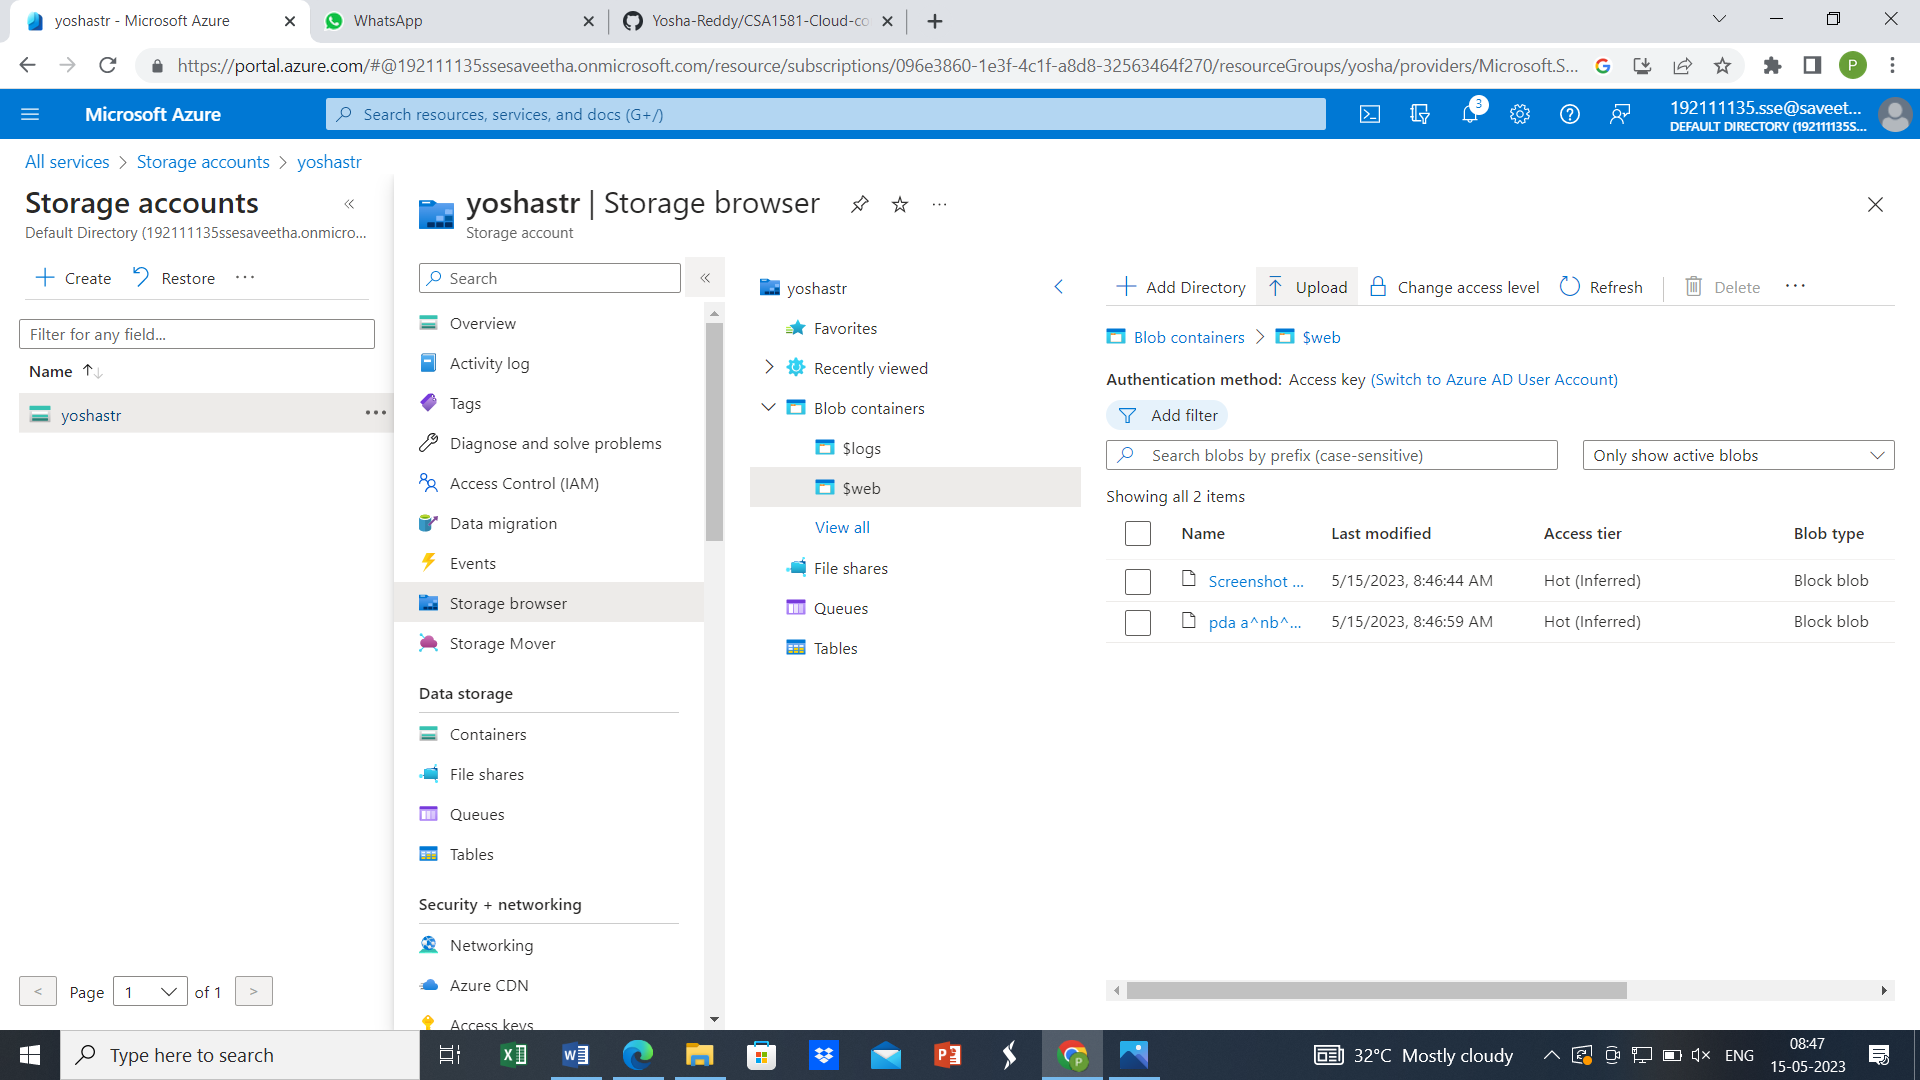 yoshastr - Microsoft Azure
WhatsApp
Yosha-Reddy/CSA1581-Cloud-co
https://portal.azure.com/#@192111135ssesaveetha.onmicrosoft.com/resource/subscriptions/096e3860-1e3f-4c1f-a8d8-32563464f270/resourceGroups/yosha/providers/Microsoft.S...
P
Microsoft Azure
Search resources, services, and docs (G+/)
3
192111135.sse@saveet...
DEFAULT DIRECTORY (192111135S...
All services > Storage accounts > yoshastr
Storage accounts
Default Directory (192111135ssesaveetha.onmicro...
Create
Restore
Filter for any field...
Name
yoshastr
< Page 1 of 1 >
yoshastr | Storage browser
Storage account
Search
Overview
Activity log
Tags
Diagnose and solve problems
Access Control (IAM)
Data migration
Events
Storage browser
Storage Mover
Data storage
Containers
File shares
Queues
Tables
Security + networking
Networking
Azure CDN
Access keys
yoshastr
Favorites
Recently viewed
Blob containers
$logs
$web
View all
File shares
Queues
Tables
Add Directory
Upload
Change access level
Refresh
Delete
Blob containers > $web
Authentication method: Access key (Switch to Azure AD User Account)
Add filter
Search blobs by prefix (case-sensitive)
Only show active blobs
Showing all 2 items
Name Last modified Access tier Blob type
Screenshot ... 5/15/2023, 8:46:44 AM Hot (Inferred) Block blob
pda a^nb^... 5/15/2023, 8:46:59 AM Hot (Inferred) Block blob
Type here to search
32°C Mostly cloudy
ENG
08:47
15-05-2023